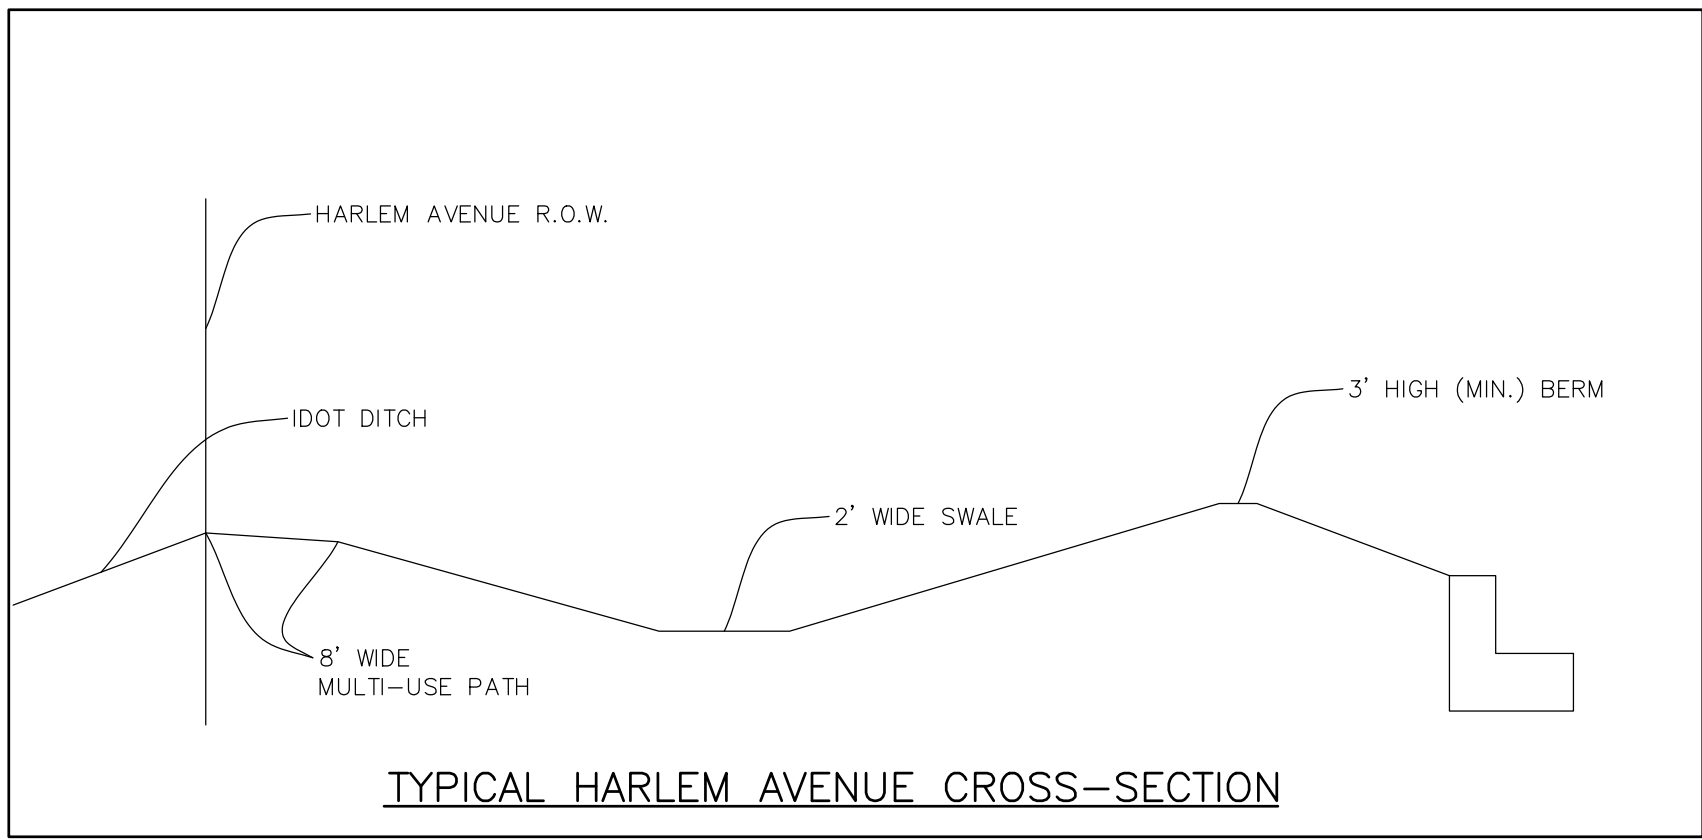 HARLEM AVENUE R.O.W.
3' HIGH (MIN.) BERM
IDOT DITCH
2' WIDE SWALE
8' WIDE
MULTI-USE PATH
TYPICAL HARLEM AVENUE CROSS-SECTION